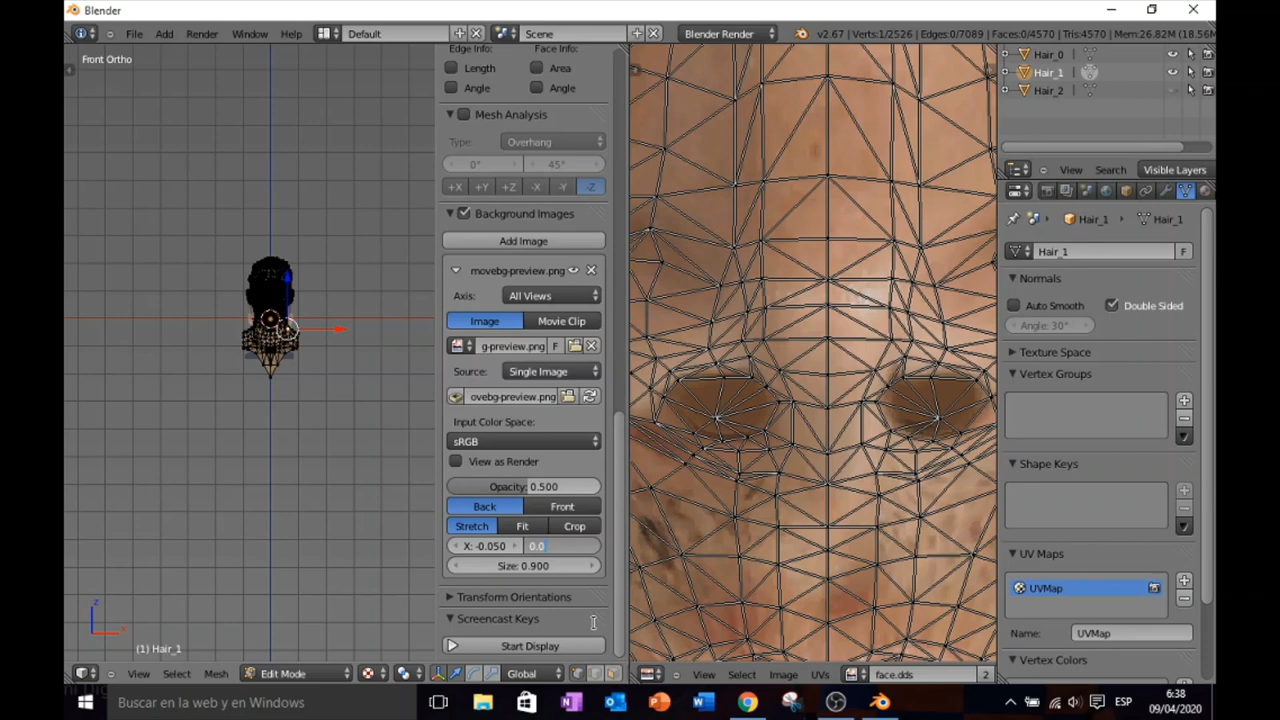 Blender
File Add Render Window Help Default Scene Blender Render v2.67 | Verts:1/2526 | Edges:0/7089 | Faces:0/4570 | Tris:4570 | Mem:26.82M (18.56M
Front Ortho
Edge Info: Face Info:
Length Area
Angle Angle
Mesh Analysis
Type: Overhang
0° 45°
+X +Y +Z -X -Y -Z
Background Images
Add Image
movebg-preview.png
Axis: All Views
Image Movie Clip
g-preview.png F
Source: Single Image
ovebg-preview.png
Input Color Space:
sRGB
View as Render
Opacity: 0.500
Back Front
Stretch Fit Crop
X: -0.050 0.0
Size: 0.900
Transform Orientations
Screencast Keys
Start Display
z
x
(1) Hair_1
View Select Mesh Edit Mode Global
View Select Image UVs face.dds 2
Hair_0
Hair_1
Hair_2
View Search Visible Layers
Hair_1 Hair_1
Hair_1 F
Normals
Auto Smooth Double Sided
Angle: 30°
Texture Space
Vertex Groups
Shape Keys
UV Maps
UVMap
Name: UVMap
Vertex Colors
Buscar en la web y en Windows
ESP
6:38
09/04/2020